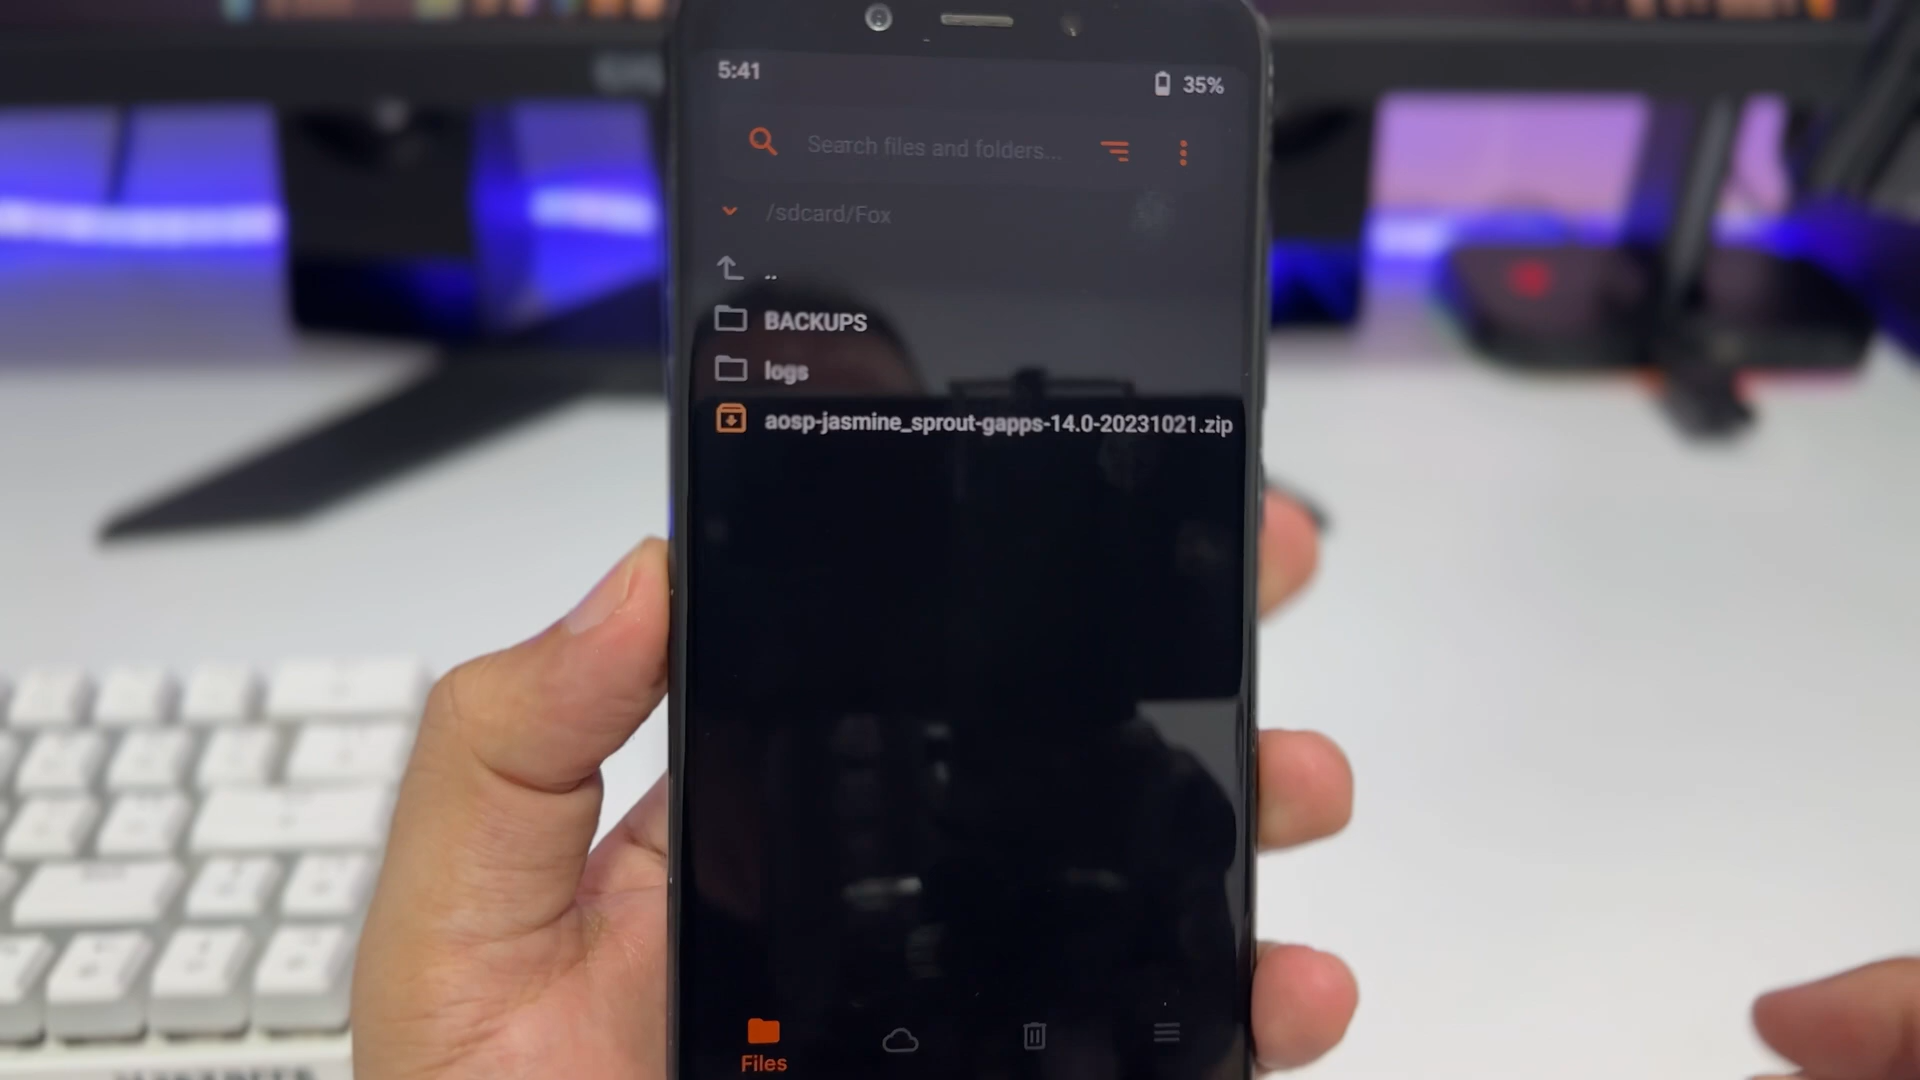 5:41
35%
Search files and folders...
/sdcard/Fox
..
BACKUPS
logs
aosp-jasmine_sprout-gapps-14.0-20231021.zip
Files